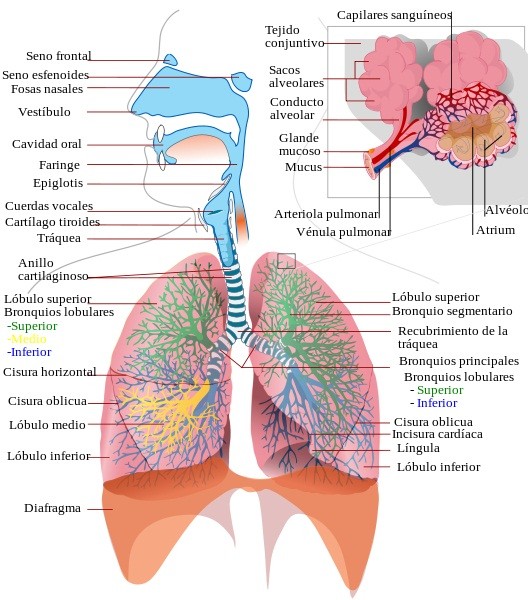 Capilares sanguíneos
Tejido
conjuntivo
Sacos
alveolares
Conducto
alveolar
Glande
mucoso
Mucus
Arteriola pulmonar
Vénula pulmonar
Alvéolo
Atrium
Seno frontal
Seno esfenoides
Fosas nasales
Vestíbulo
Cavidad oral
Faringe
Epiglotis
Cuerdas vocales
Cartílago tiroides
Tráquea
Anillo
cartilaginoso
Lóbulo superior
Bronquios lobulares
-Superior
-Medio
-Inferior
Cisura horizontal
Cisura oblicua
Lóbulo medio
Lóbulo inferior
Diafragma
Lóbulo superior
Bronquio segmentario
Recubrimiento de la
tráquea
Bronquios principales
Bronquios lobulares
- Superior
- Inferior
Cisura oblicua
Incisura cardíaca
Língula
Lóbulo inferior